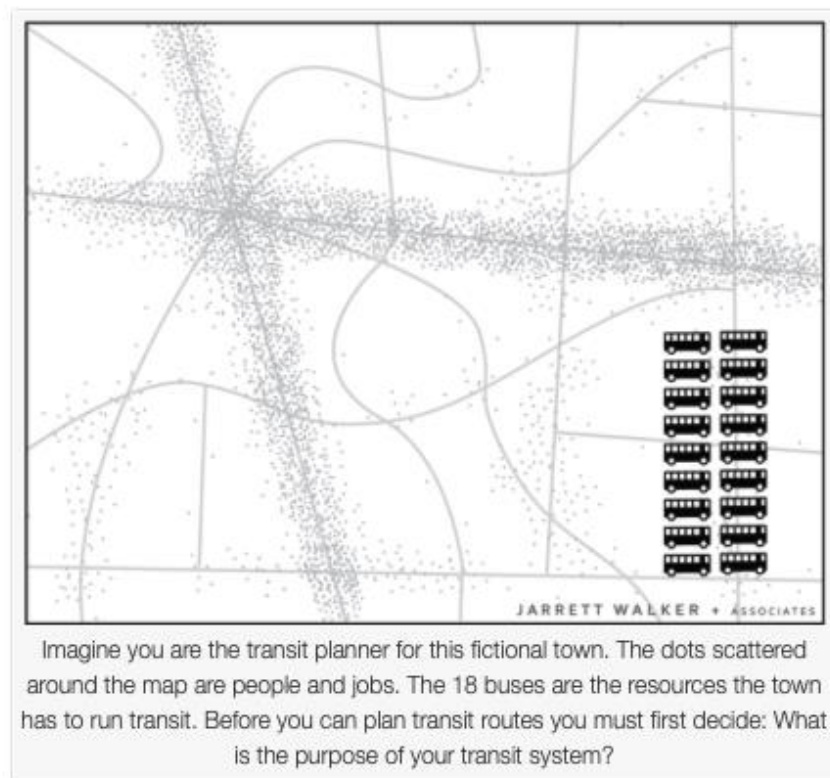 JARRETT WALKER + ASSOCIATES
Imagine you are the transit planner for this fictional town. The dots scattered
around the map are people and jobs. The 18 buses are the resources the town
has to run transit. Before you can plan transit routes you must first decide: What
is the purpose of your transit system?